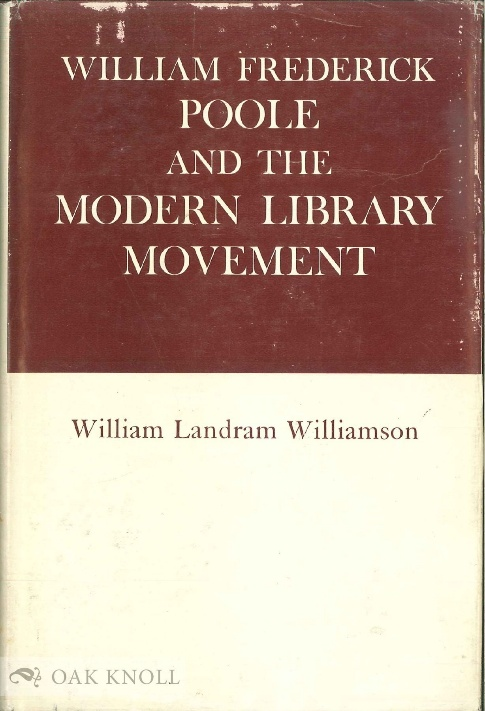 WILLIAM FREDERICK
POOLE
AND THE
MODERN LIBRARY
MOVEMENT
William Landram Williamson
OAK KNOLL